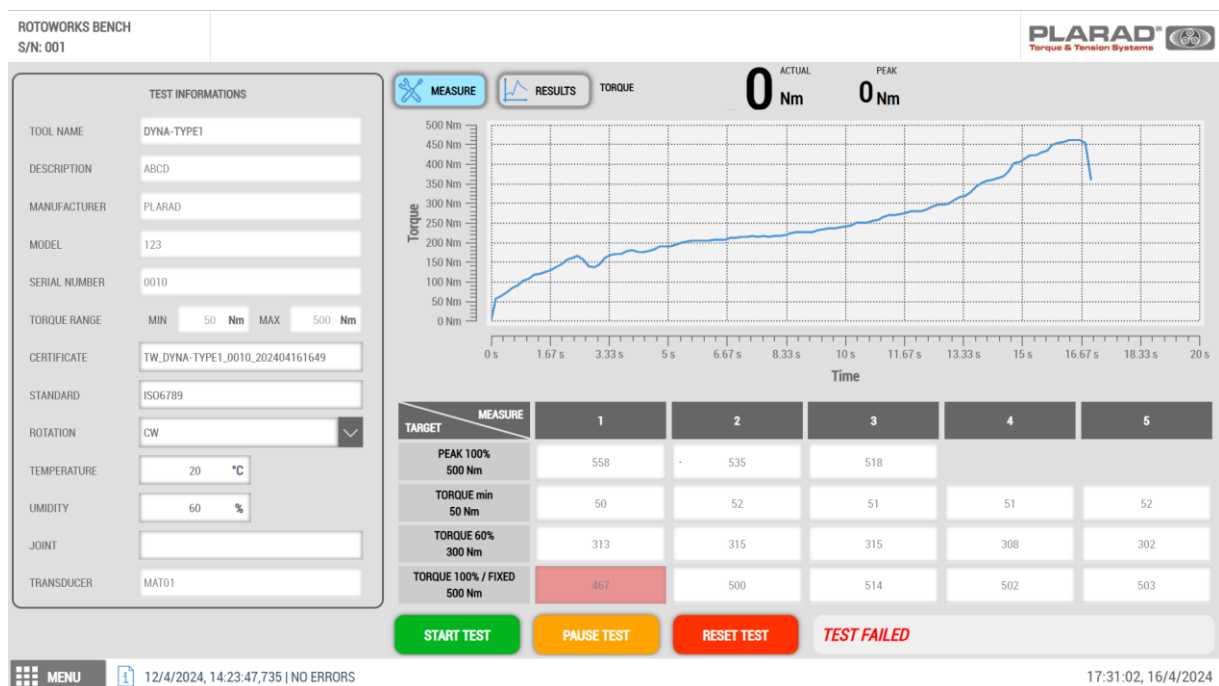 ROTOWORKS BENCH
S/N: 001
PLARAD®
Torque & Tension Systems
TEST INFORMATIONS
TOOL NAME DYNA-TYPE1
DESCRIPTION ABCD
MANUFACTURER PLARAD
MODEL 123
SERIAL NUMBER 0010
TORQUE RANGE MIN 50 Nm MAX 500 Nm
CERTIFICATE TW_DYNA-TYPE1_0010_202404161649
STANDARD ISO6789
ROTATION CW
TEMPERATURE 20 °C
UMIDITY 60 %
JOINT
TRANSDUCER MAT01
MEASURE RESULTS TORQUE 0 ACTUAL Nm PEAK 0 Nm
500 Nm
450 Nm
400 Nm
350 Nm
300 Nm
250 Nm
200 Nm
150 Nm
100 Nm
50 Nm
0 Nm
Torque
0 s 1.67 s 3.33 s 5 s 6.67 s 8.33 s 10 s 11.67 s 13.33 s 15 s 16.67 s 18.33 s 20 s
Time
MEASURE
TARGET 1 2 3 4 5
PEAK 100%
500 Nm 558 535 518
TORQUE min
50 Nm 50 52 51 51 52
TORQUE 60%
300 Nm 313 315 315 308 302
TORQUE 100% / FIXED
500 Nm 467 500 514 502 503
START TEST PAUSE TEST RESET TEST TEST FAILED
MENU 12/4/2024, 14:23:47,735 | NO ERRORS 17:31:02, 16/4/2024